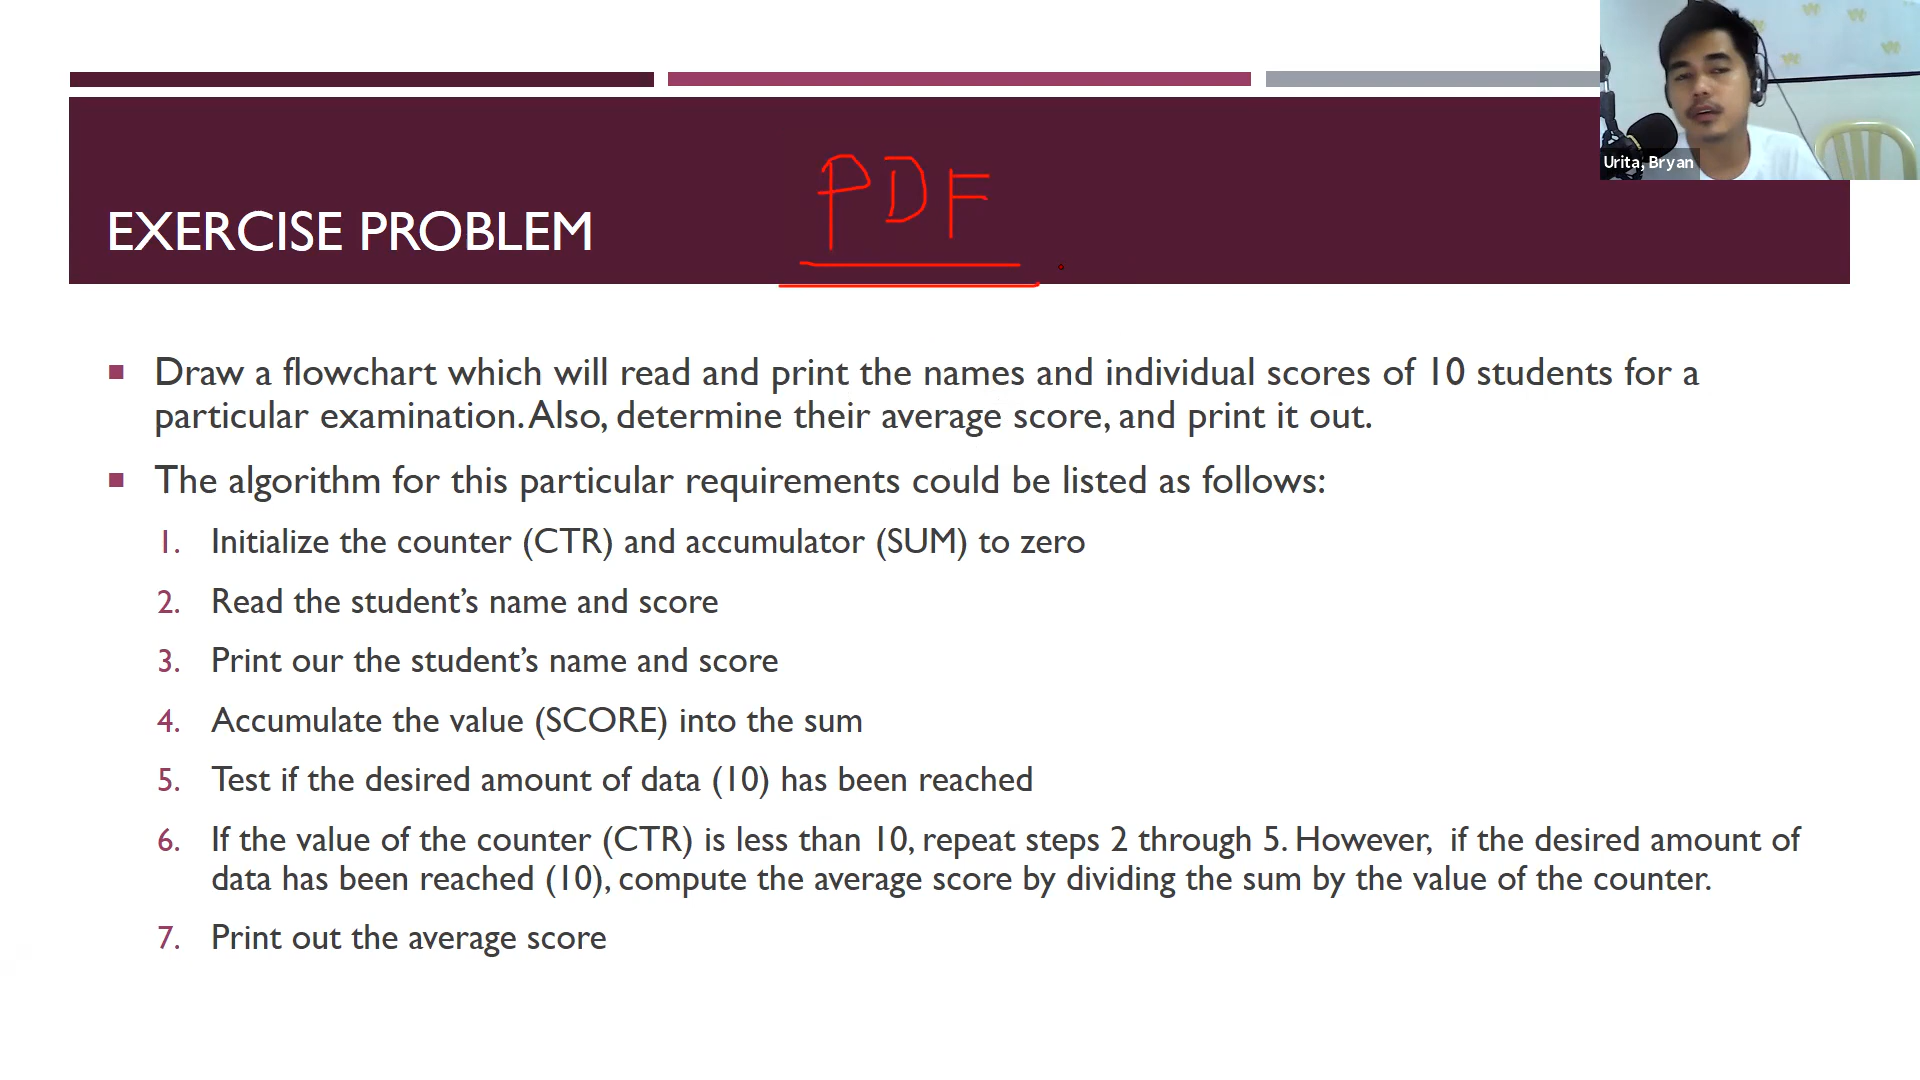 Urita, Bryan
PDF
EXERCISE PROBLEM
Draw a flowchart which will read and print the names and individual scores of 10 students for a
particular examination. Also, determine their average score, and print it out.
The algorithm for this particular requirements could be listed as follows:
1. Initialize the counter (CTR) and accumulator (SUM) to zero
2. Read the student’s name and score
3. Print our the student’s name and score
4. Accumulate the value (SCORE) into the sum
5. Test if the desired amount of data (10) has been reached
6. If the value of the counter (CTR) is less than 10, repeat steps 2 through 5. However, if the desired amount of
data has been reached (10), compute the average score by dividing the sum by the value of the counter.
7. Print out the average score